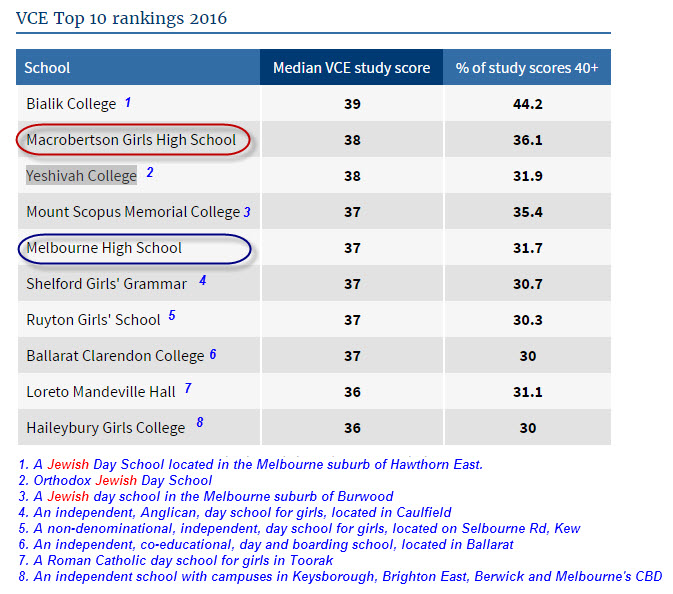 VCE Top 10 rankings 2016
School Median VCE study score % of study scores 40+
Bialik College 1 39 44.2
Macrobertson Girls High School 38 36.1
Yeshivah College 2 38 31.9
Mount Scopus Memorial College 3 37 35.4
Melbourne High School 37 31.7
Shelford Girls' Grammar 4 37 30.7
Ruyton Girls' School 5 37 30.3
Ballarat Clarendon College 6 37 30
Loreto Mandeville Hall 7 36 31.1
Haileybury Girls College 8 36 30
1. A Jewish Day School located in the Melbourne suburb of Hawthorn East.
2. Orthodox Jewish Day School
3. A Jewish day school in the Melbourne suburb of Burwood
4. An independent, Anglican, day school for girls, located in Caulfield
5. A non-denominational, independent, day school for girls, located on Selbourne Rd, Kew
6. An independent, co-educational, day and boarding school, located in Ballarat
7. A Roman Catholic day school for girls in Toorak
8. An independent school with campuses in Keysborough, Brighton East, Berwick and Melbourne's CBD